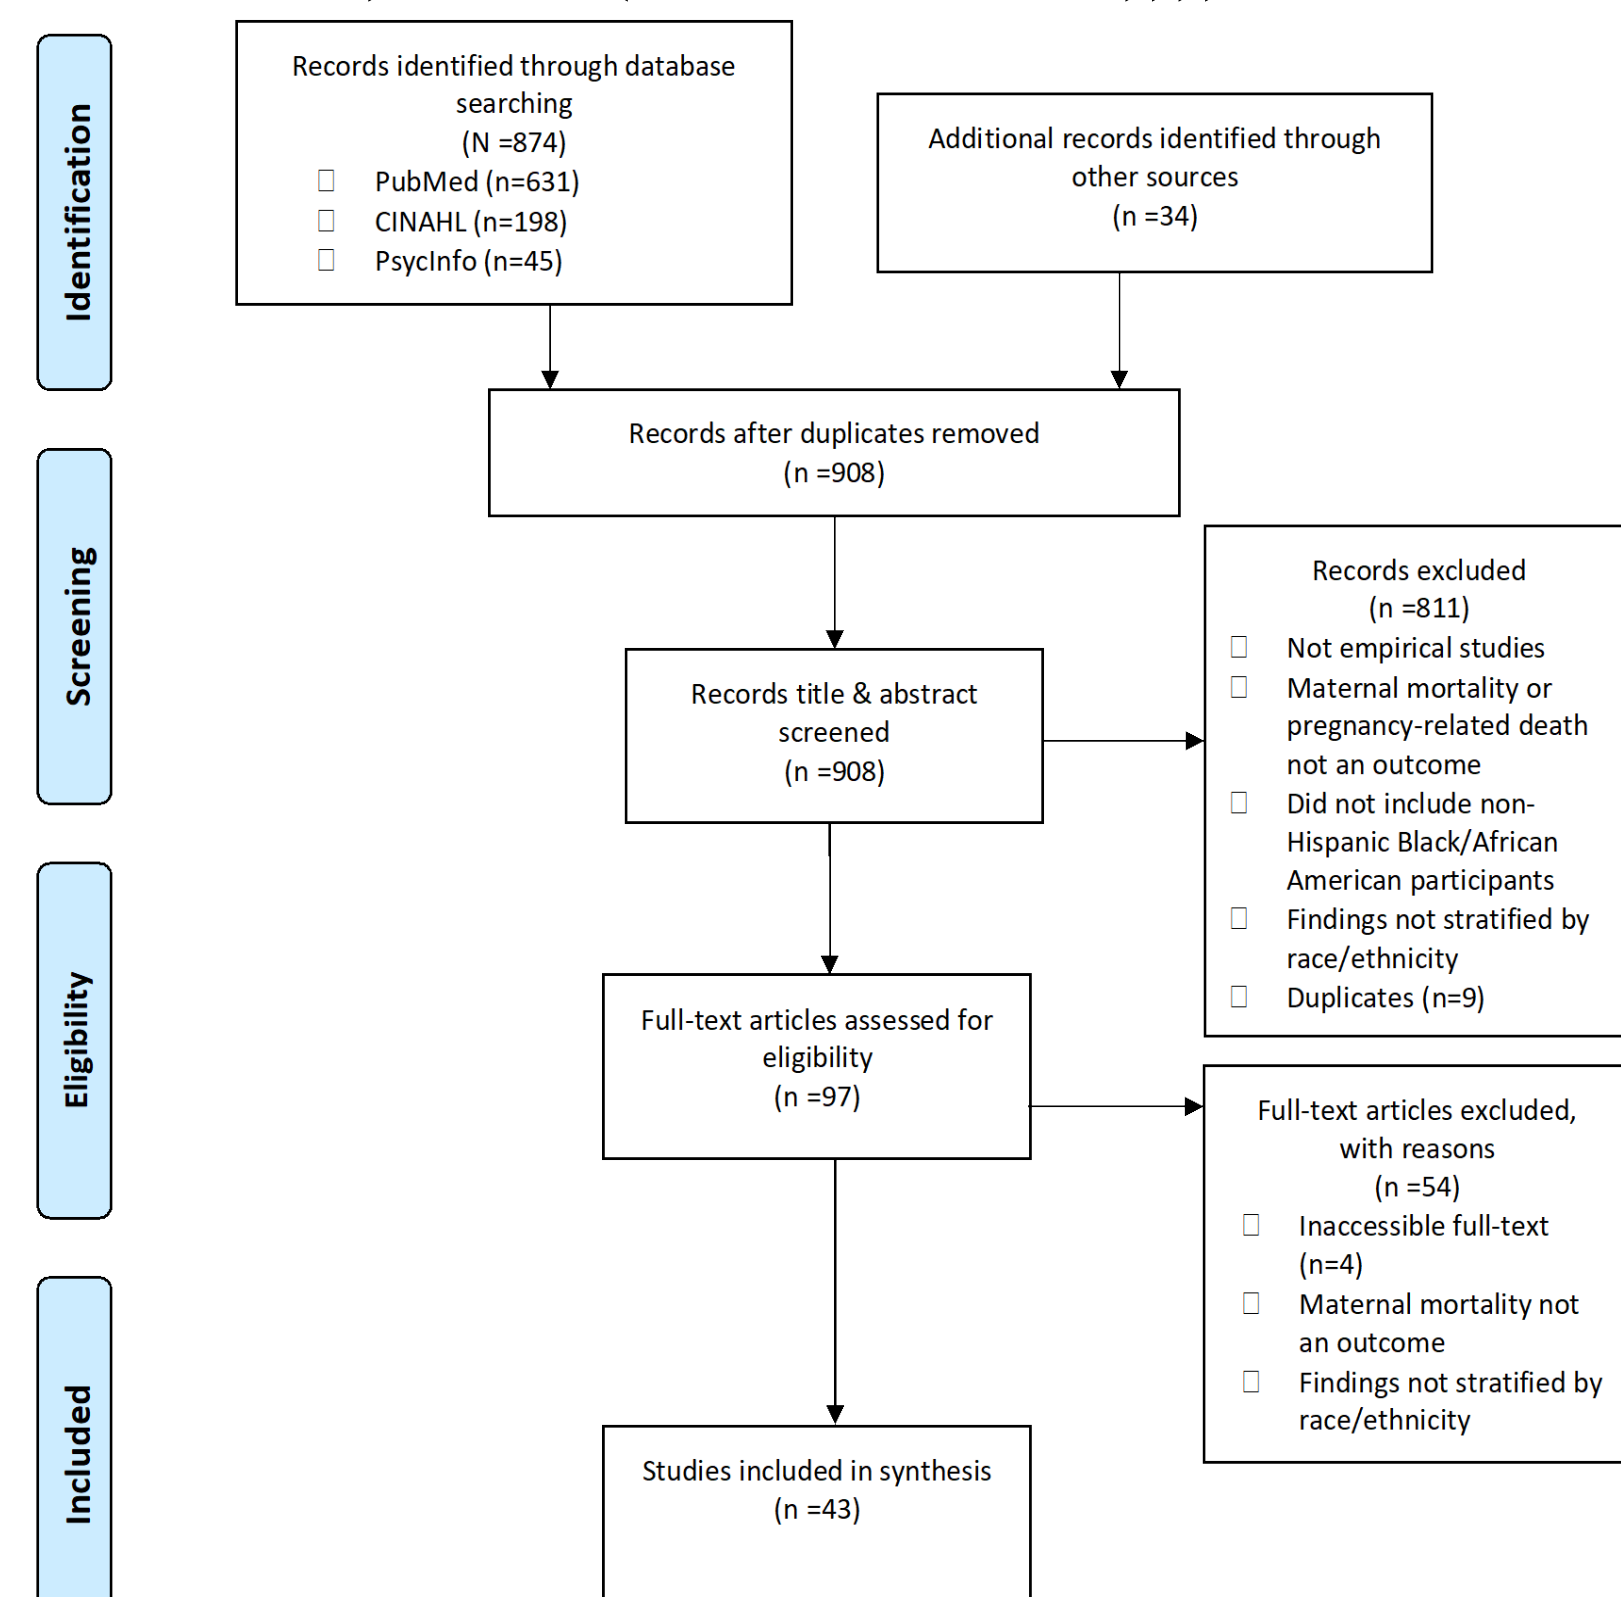 Identification
Records identified through database
searching
(N =874)
PubMed (n=631)
CINAHL (n=198)
PsycInfo (n=45)
Additional records identified through
other sources
(n =34)
Records after duplicates removed
(n =908)
Screening
Records title & abstract
screened
(n =908)
Records excluded
(n =811)
Not empirical studies
Maternal mortality or
pregnancy-related death
not an outcome
Did not include non-
Hispanic Black/African
American participants
Findings not stratified by
race/ethnicity
Duplicates (n=9)
Eligibility
Full-text articles assessed for
eligibility
(n =97)
Full-text articles excluded,
with reasons
(n =54)
Inaccessible full-text
(n=4)
Maternal mortality not
an outcome
Findings not stratified by
race/ethnicity
Included
Studies included in synthesis
(n =43)